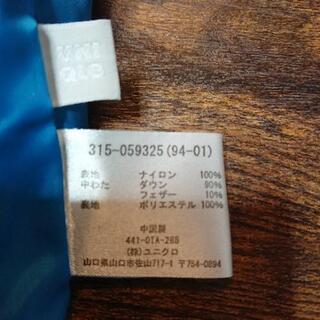 UNI
QLO
315-059325(94-01)
表地 ナイロン 100%
中わた ダウン 90%
フェザー 10%
裏地 ポリエステル 100%
中国製
441-01A-26S
(株)ユニクロ
山口県山口市佐山717-1 〒754-0894